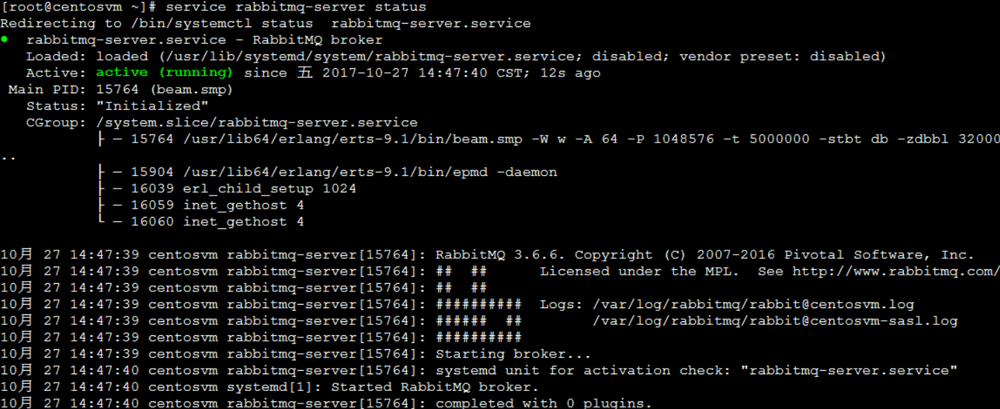 [root@centosvm ~]# service rabbitmq-server status
Redirecting to /bin/systemctl status  rabbitmq-server.service
● rabbitmq-server.service - RabbitMQ broker
   Loaded: loaded (/usr/lib/systemd/system/rabbitmq-server.service; disabled; vendor preset: disabled)
   Active: active (running) since 五 2017-10-27 14:47:40 CST; 12s ago
 Main PID: 15764 (beam.smp)
   Status: "Initialized"
   CGroup: /system.slice/rabbitmq-server.service
           ├ ─ 15764 /usr/lib64/erlang/erts-9.1/bin/beam.smp -W w -A 64 -P 1048576 -t 5000000 -stbt db -zdbbl 32000
..
           ├ ─ 15904 /usr/lib64/erlang/erts-9.1/bin/epmd -daemon
           ├ ─ 16039 erl_child_setup 1024
           ├ ─ 16059 inet_gethost 4
           └ ─ 16060 inet_gethost 4

10月 27 14:47:39 centosvm rabbitmq-server[15764]: RabbitMQ 3.6.6. Copyright (C) 2007-2016 Pivotal Software, Inc.
10月 27 14:47:39 centosvm rabbitmq-server[15764]: ##  ##      Licensed under the MPL.  See http://www.rabbitmq.com/
10月 27 14:47:39 centosvm rabbitmq-server[15764]: ##  ##
10月 27 14:47:39 centosvm rabbitmq-server[15764]: ##########  Logs: /var/log/rabbitmq/rabbit@centosvm.log
10月 27 14:47:39 centosvm rabbitmq-server[15764]: ######  ##        /var/log/rabbitmq/rabbit@centosvm-sasl.log
10月 27 14:47:39 centosvm rabbitmq-server[15764]: ##########
10月 27 14:47:39 centosvm rabbitmq-server[15764]: Starting broker...
10月 27 14:47:40 centosvm rabbitmq-server[15764]: systemd unit for activation check: "rabbitmq-server.service"
10月 27 14:47:40 centosvm systemd[1]: Started RabbitMQ broker.
10月 27 14:47:40 centosvm rabbitmq-server[15764]: completed with 0 plugins.